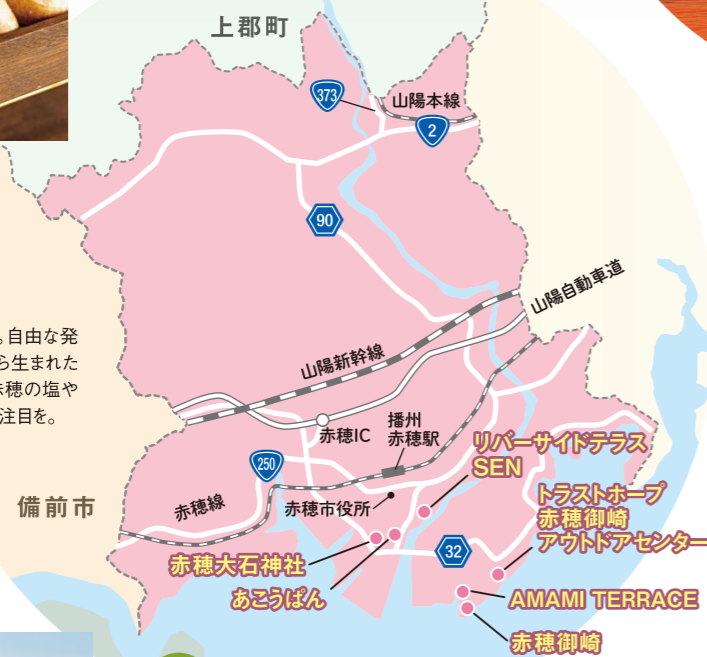 上郡町
373
山陽本線
2
90
山陽自動車道
。自由な発
ら生まれた
穂の塩や
注目を。
山陽新幹線
赤穂IC
播州
赤穂駅
リバーサイドテラス
SEN
250
備前市
赤穂線
赤穂市役所
トラストホープ
赤穂御崎
アウトドアセンター
32
赤穂大石神社
あこうぱん
AMAMI TERRACE
赤穂御崎